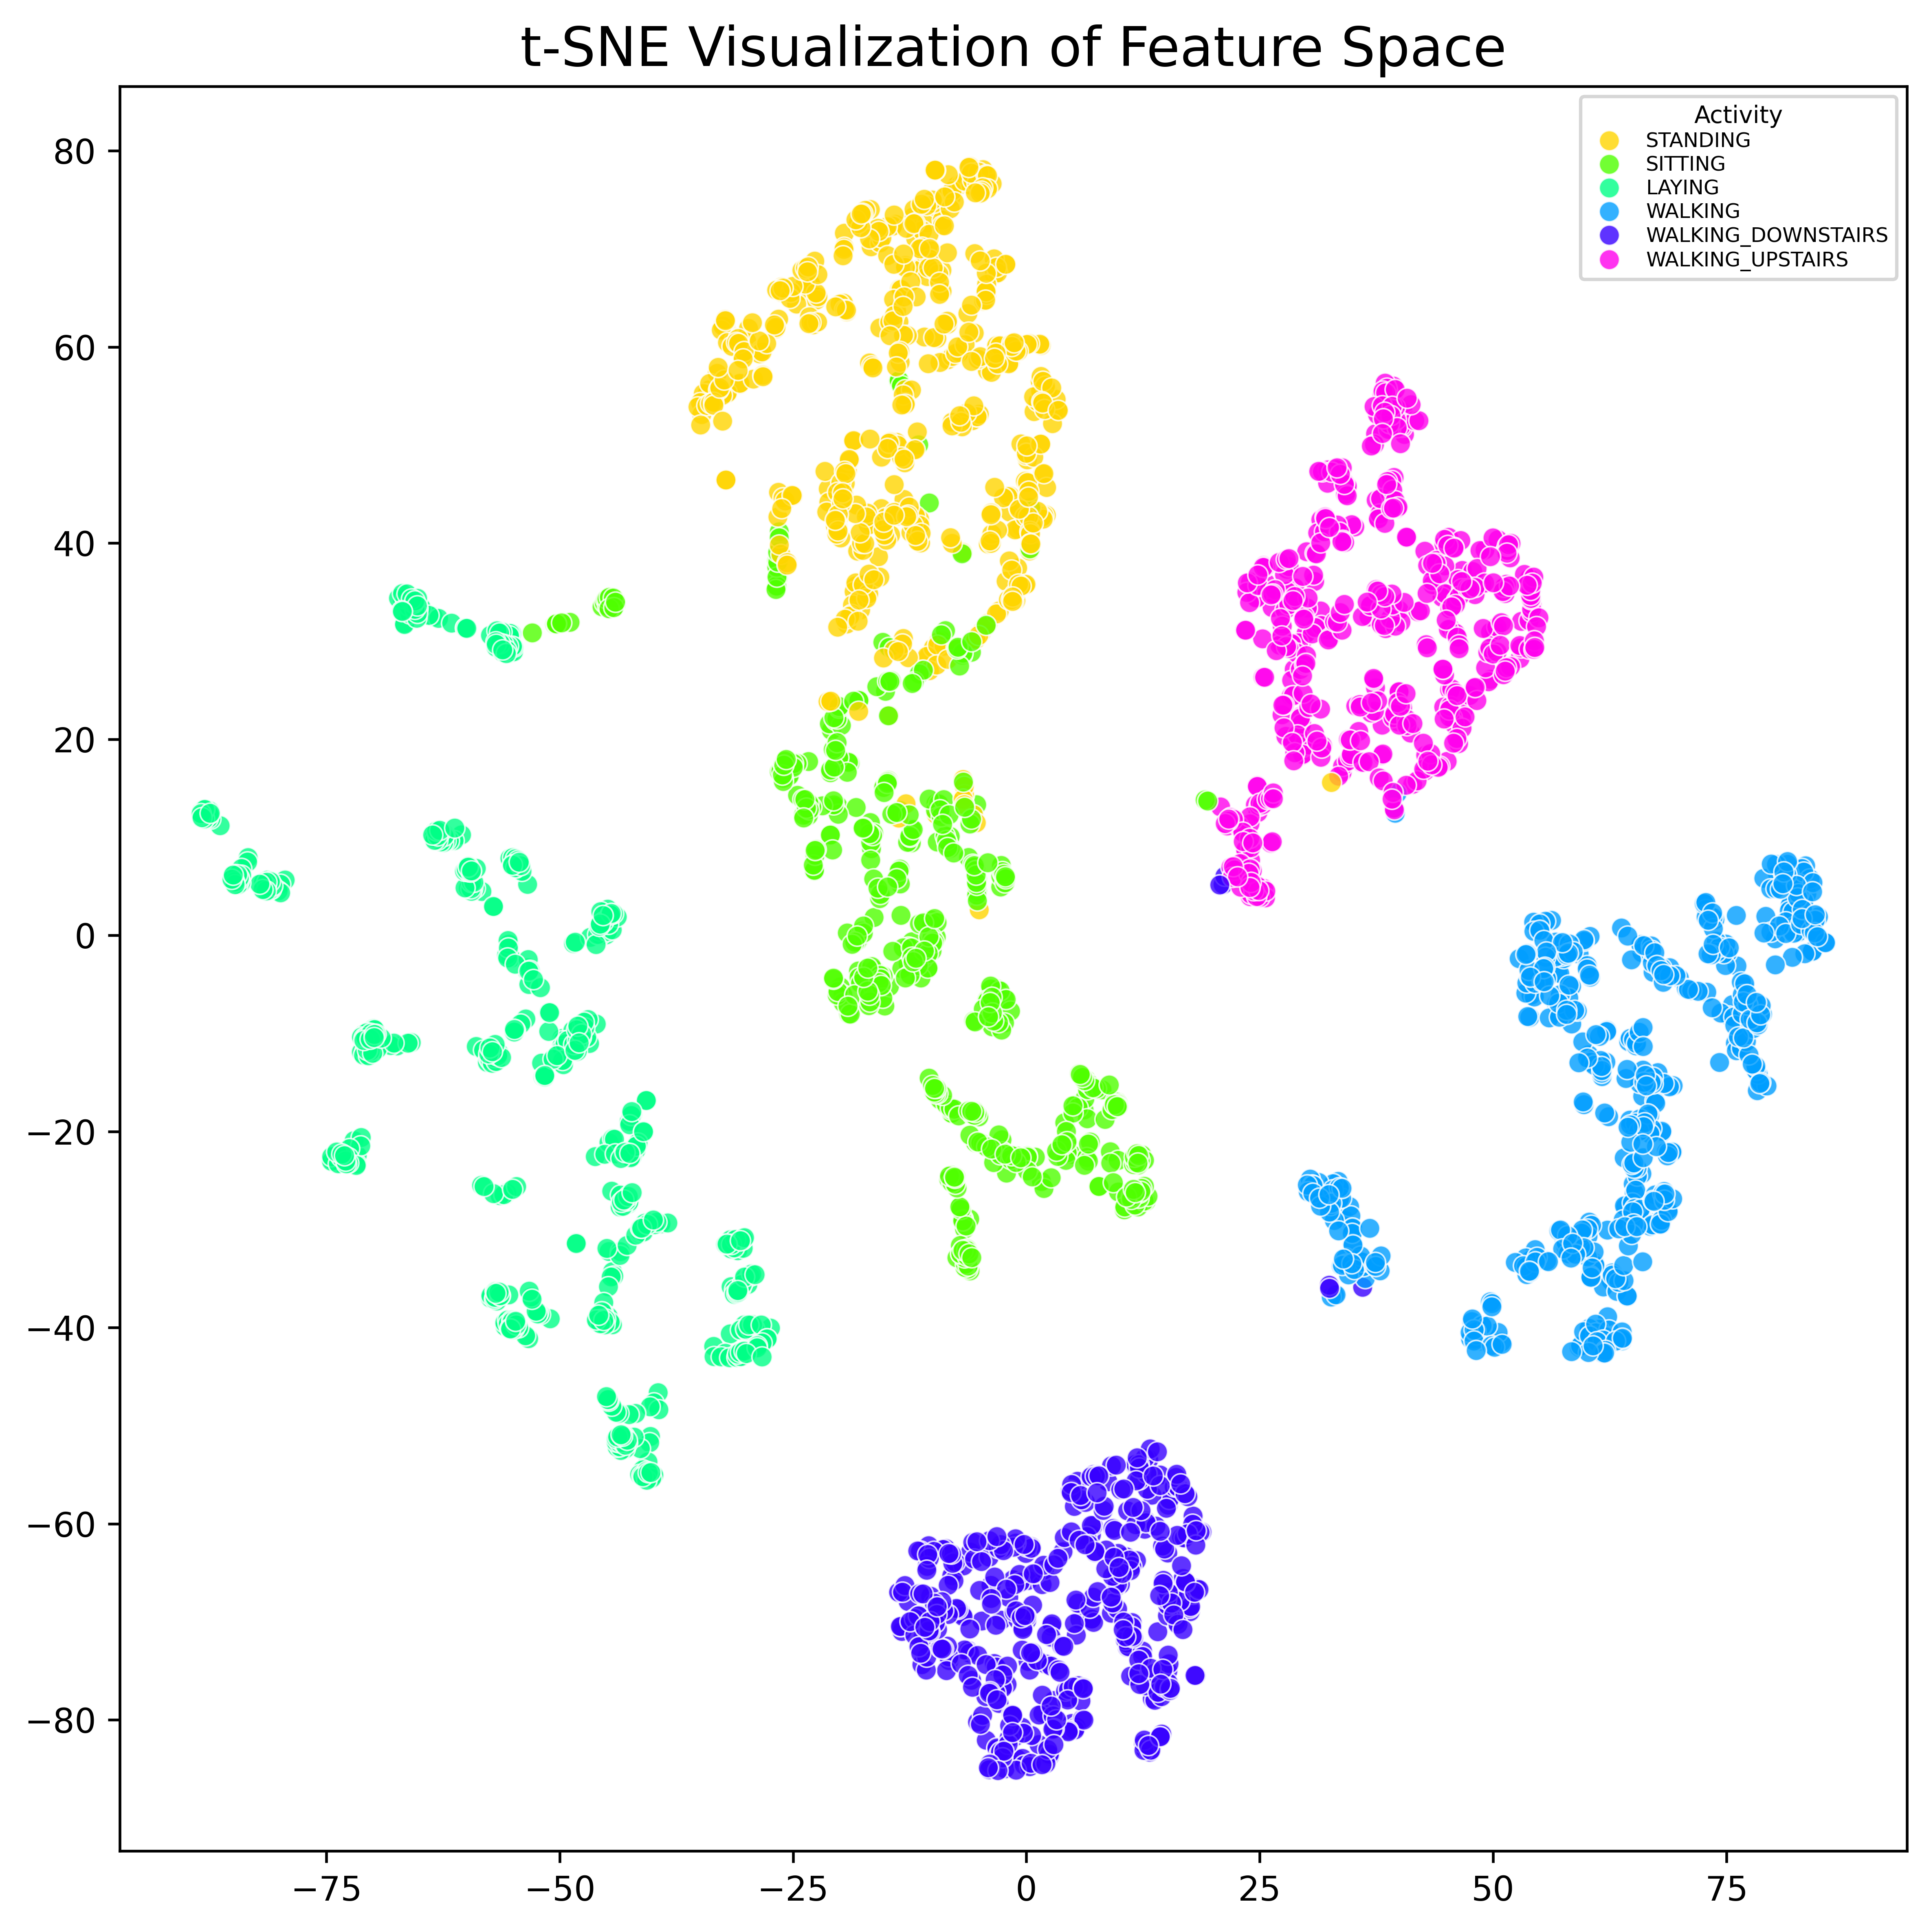 t-SNE Visualization of Feature Space
Activity
STANDING
SITTING
LAYING
WALKING
WALKING_DOWNSTAIRS
WALKING_UPSTAIRS
80
60
40
20
0
−20
−40
−60
−80
−75 −50 −25 0 25 50 75